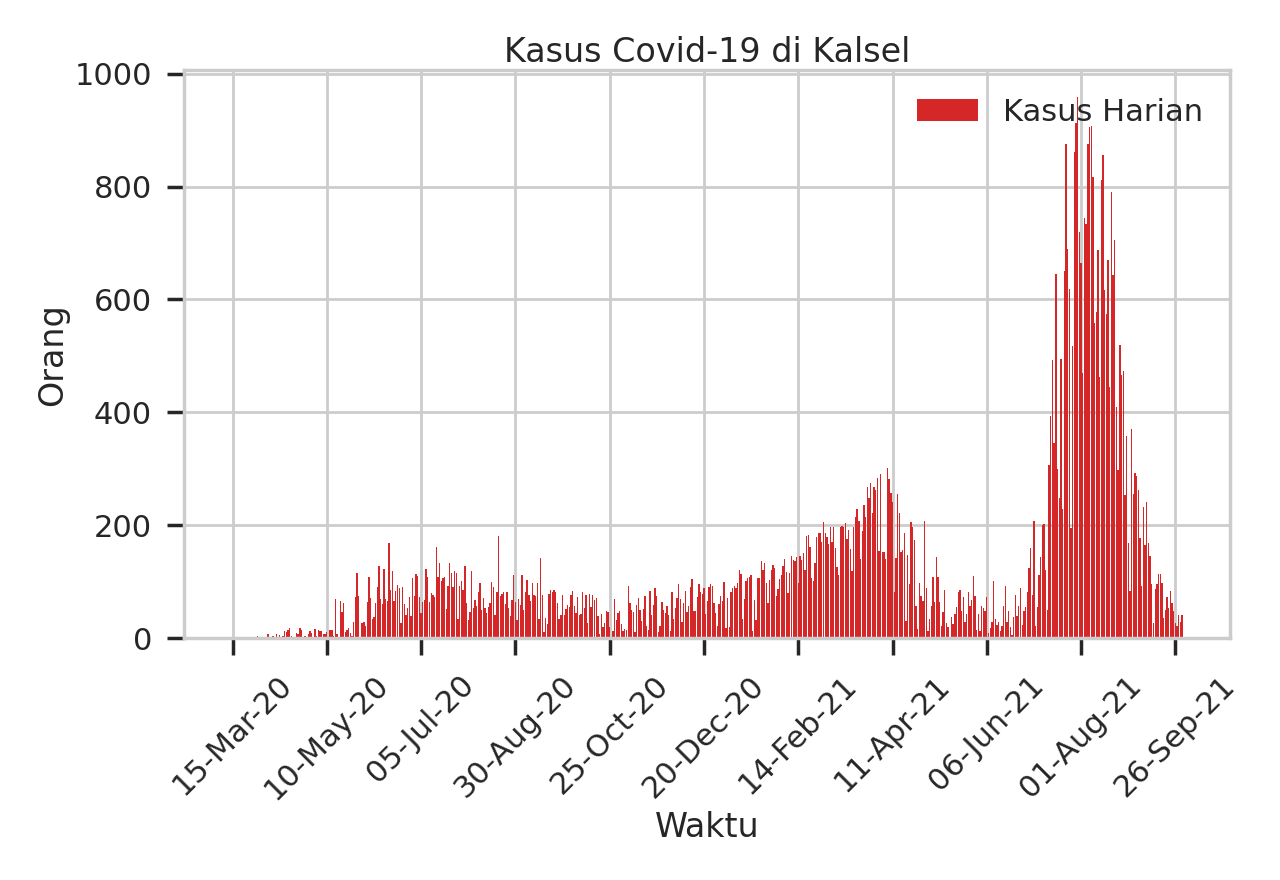 Kasus Covid-19 di Kalsel
Kasus Harian
Orang
1000
800
600
400
200
0
15-Mar-20
10-May-20
05-Jul-20
30-Aug-20
25-Oct-20
20-Dec-20
14-Feb-21
11-Apr-21
06-Jun-21
01-Aug-21
26-Sep-21
Waktu